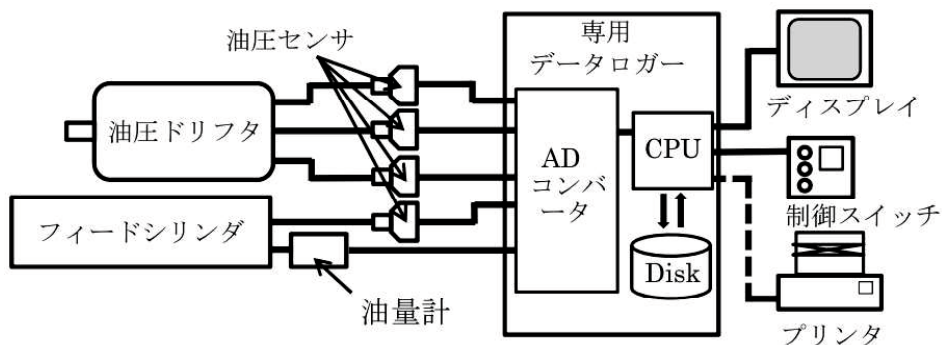 油圧センサ
専用
データロガー
ディスプレイ
油圧ドリフタ
AD
コンバ
ータ
CPU
制御スイッチ
フィードシリンダ
Disk
油量計
プリンタ